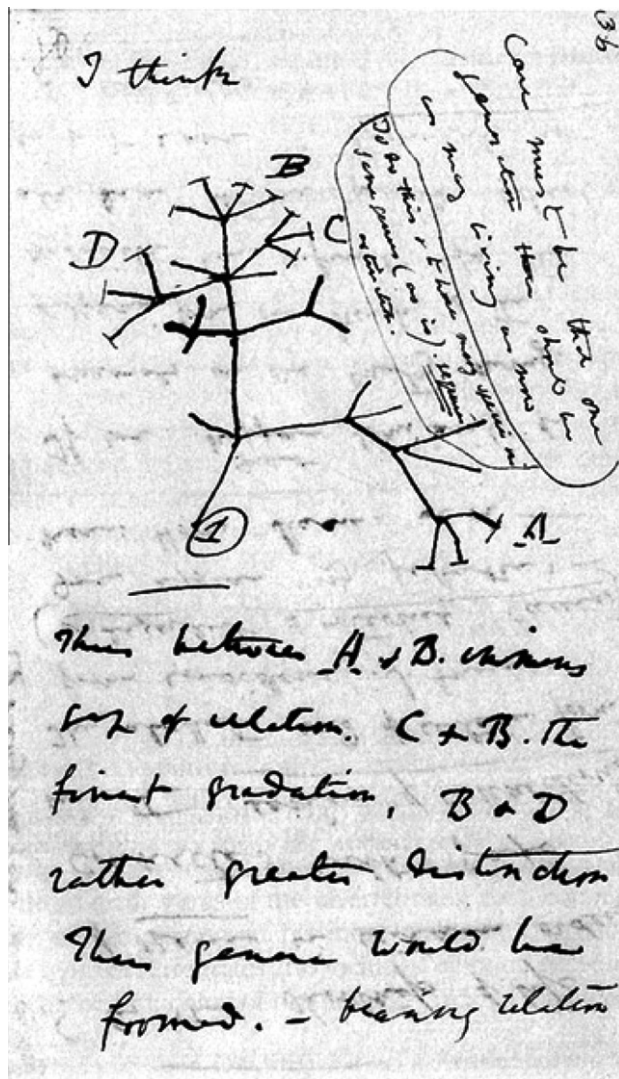 36
I think
Case must be that one
generation then should be
as many living as now
To do this & to have many species in
same genus (as is). requires
extinction.
B
C
D
A
1
Thus between A & B. immens
gap of relation. C & B. the
finest gradation, B & D
rather greater distinction
Thus genera would be
formed. — bearing relation